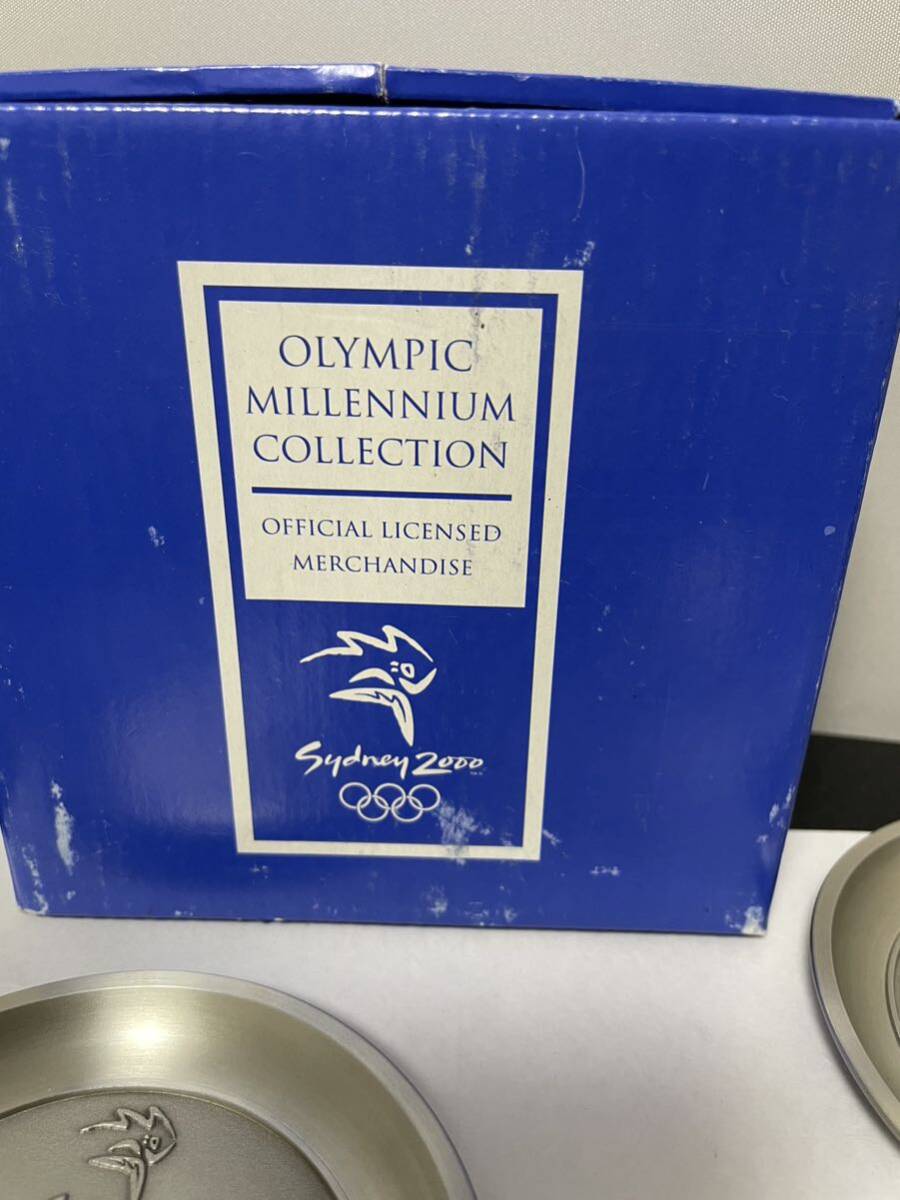 OLYMPIC
MILLENNIUM
COLLECTION
OFFICIAL LICENSED
MERCHANDISE
Sydney 2000